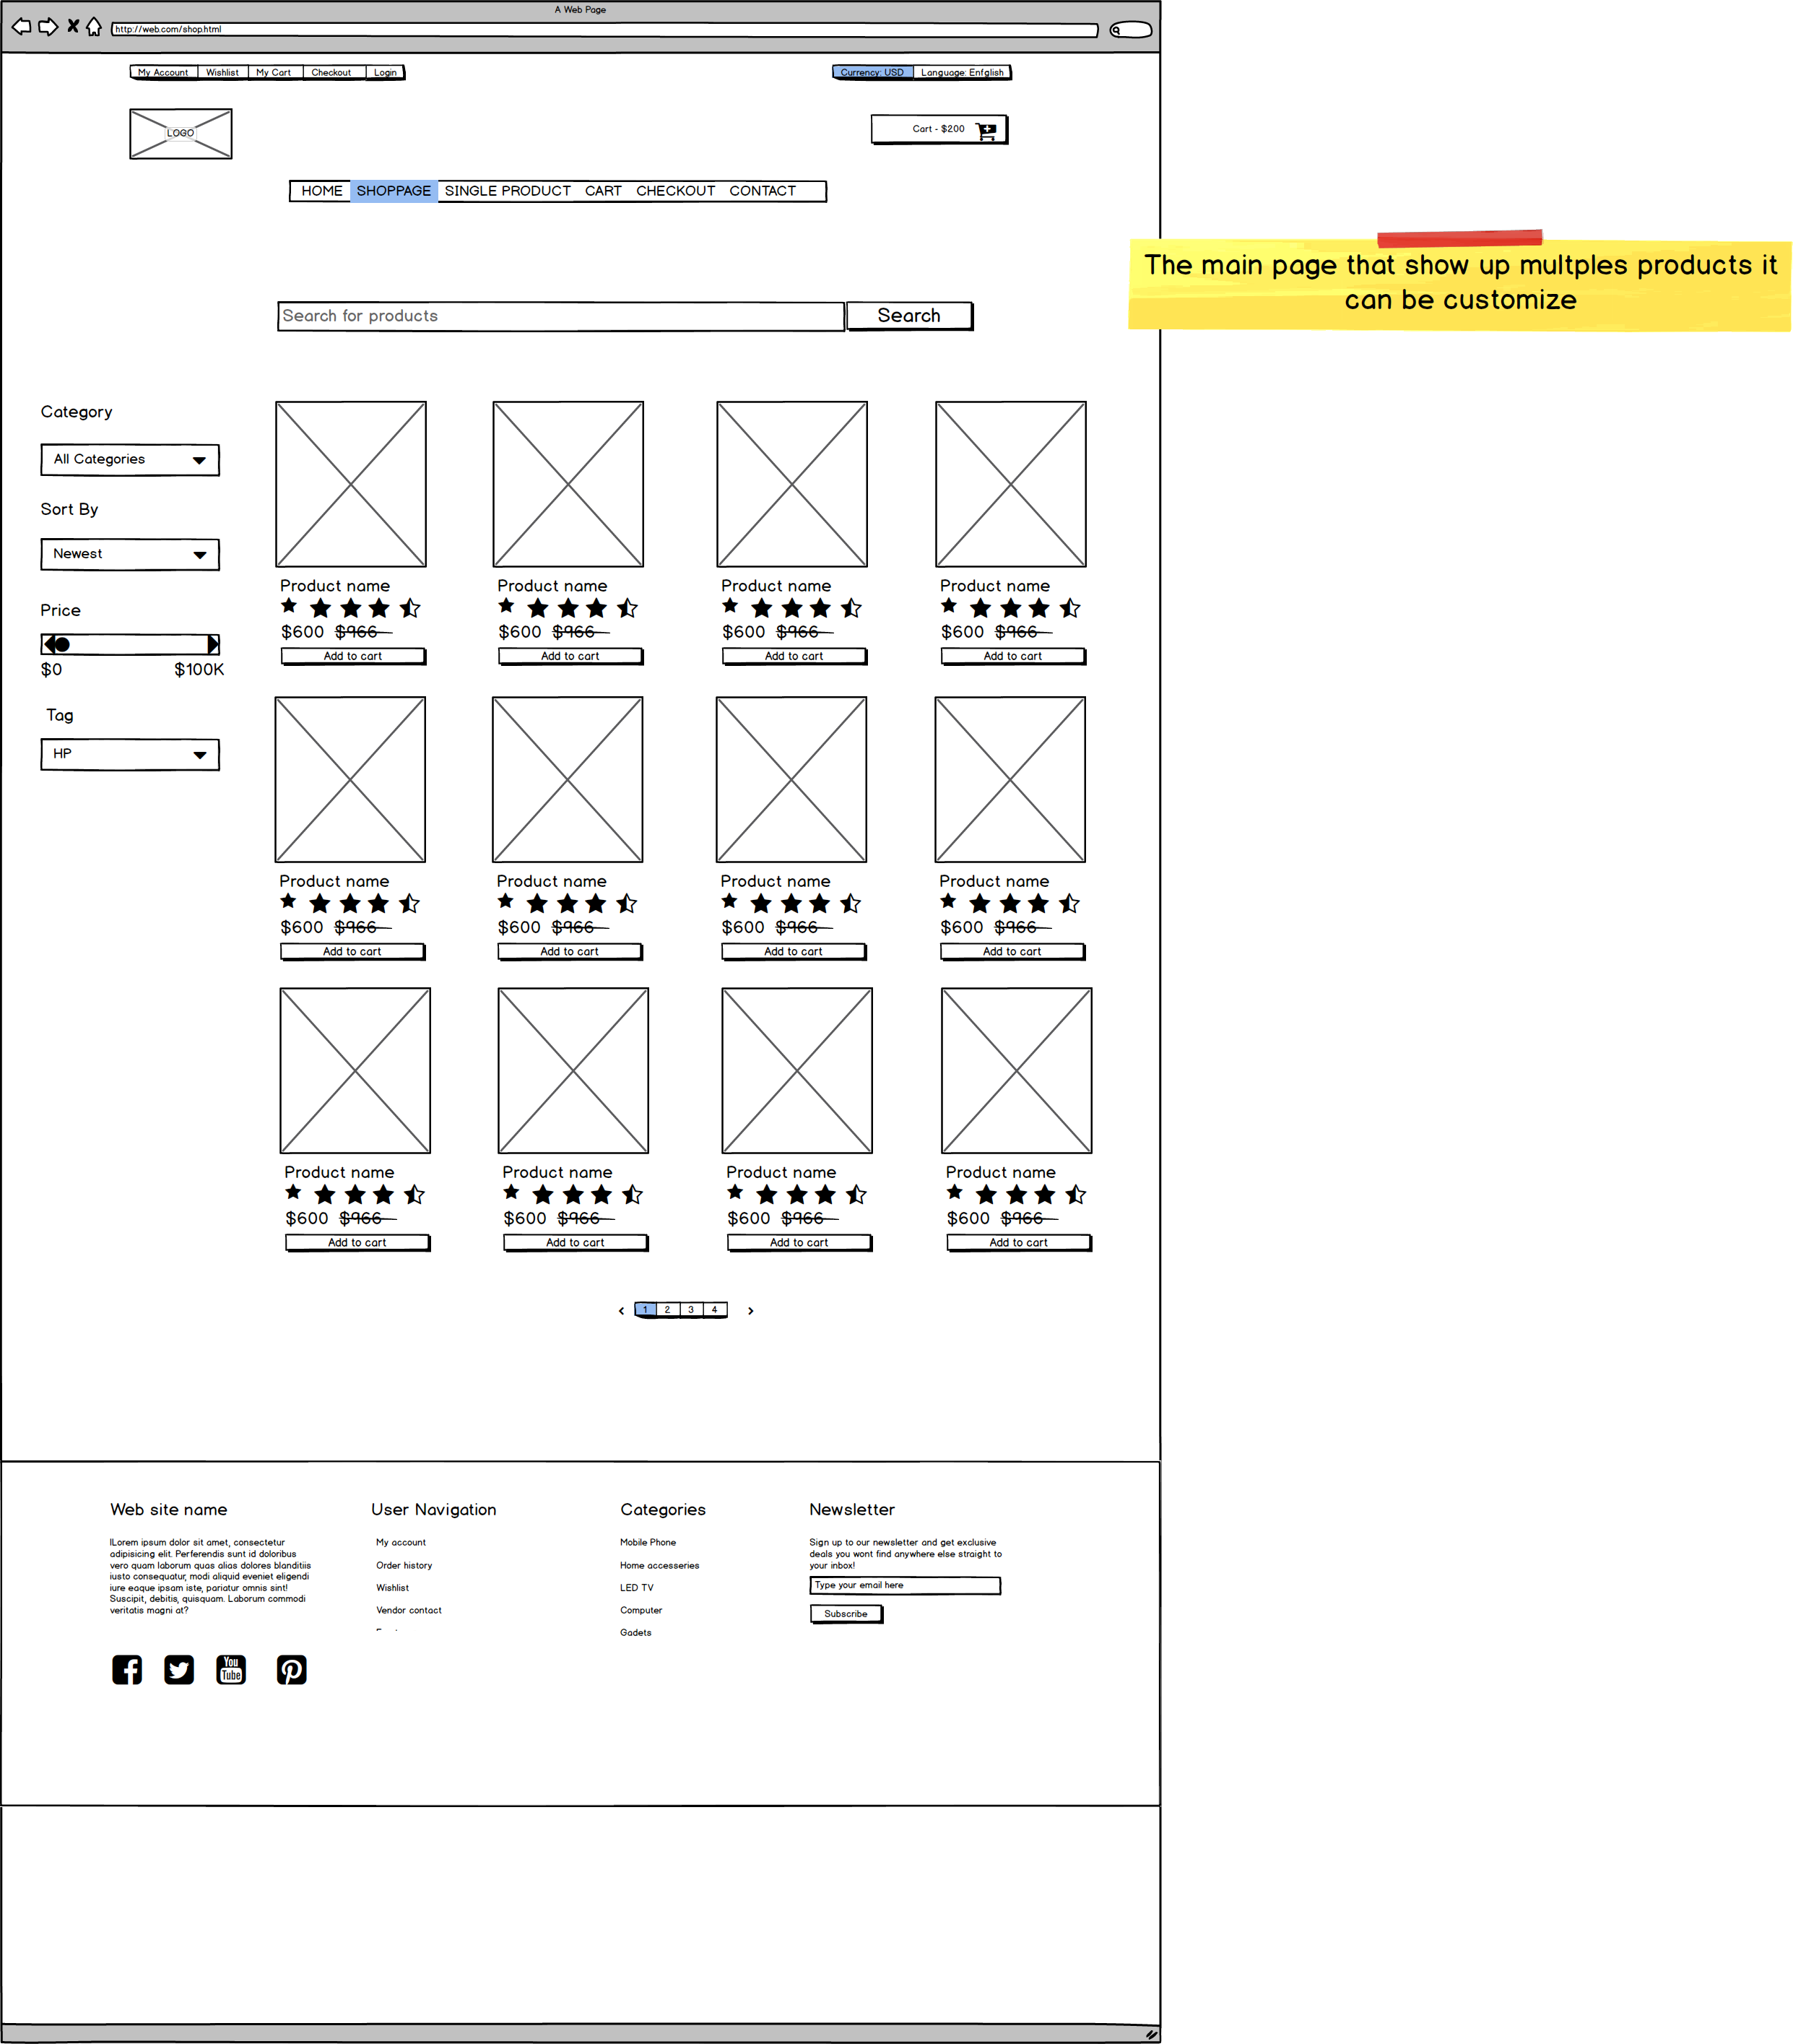 A Web Page
http://web.com/shop.html
My Account Wishlist My Cart Checkout Login
Currency: USD Language: Enfglish
LOGO
Cart - $200
HOME SHOPPAGE SINGLE PRODUCT CART CHECKOUT CONTACT
The main page that show up multples products it
can be customize
Search for products
Search
Category
All Categories
Sort By
Newest
Price
$0 $100K
Tag
HP
Product name Product name Product name Product name
$600 $966 $600 $966 $600 $966 $600 $966
Add to cart Add to cart Add to cart Add to cart
Product name Product name Product name Product name
$600 $966 $600 $966 $600 $966 $600 $966
Add to cart Add to cart Add to cart Add to cart
Product name Product name Product name Product name
$600 $966 $600 $966 $600 $966 $600 $966
Add to cart Add to cart Add to cart Add to cart
1 2 3 4
Web site name
lLorem ipsum dolor sit amet, consectetur
adipisicing elit. Perferendis sunt id doloribus
vero quam laborum quas alias dolores blanditiis
iusto consequatur, modi aliquid eveniet eligendi
iure eaque ipsam iste, pariatur omnis sint!
Suscipit, debitis, quisquam. Laborum commodi
veritatis magni at?
You
Tube
User Navigation
My account
Order history
Wishlist
Vendor contact
Categories
Mobile Phone
Home accesseries
LED TV
Computer
Gadets
Newsletter
Sign up to our newsletter and get exclusive
deals you wont find anywhere else straight to
your inbox!
Type your email here
Subscribe